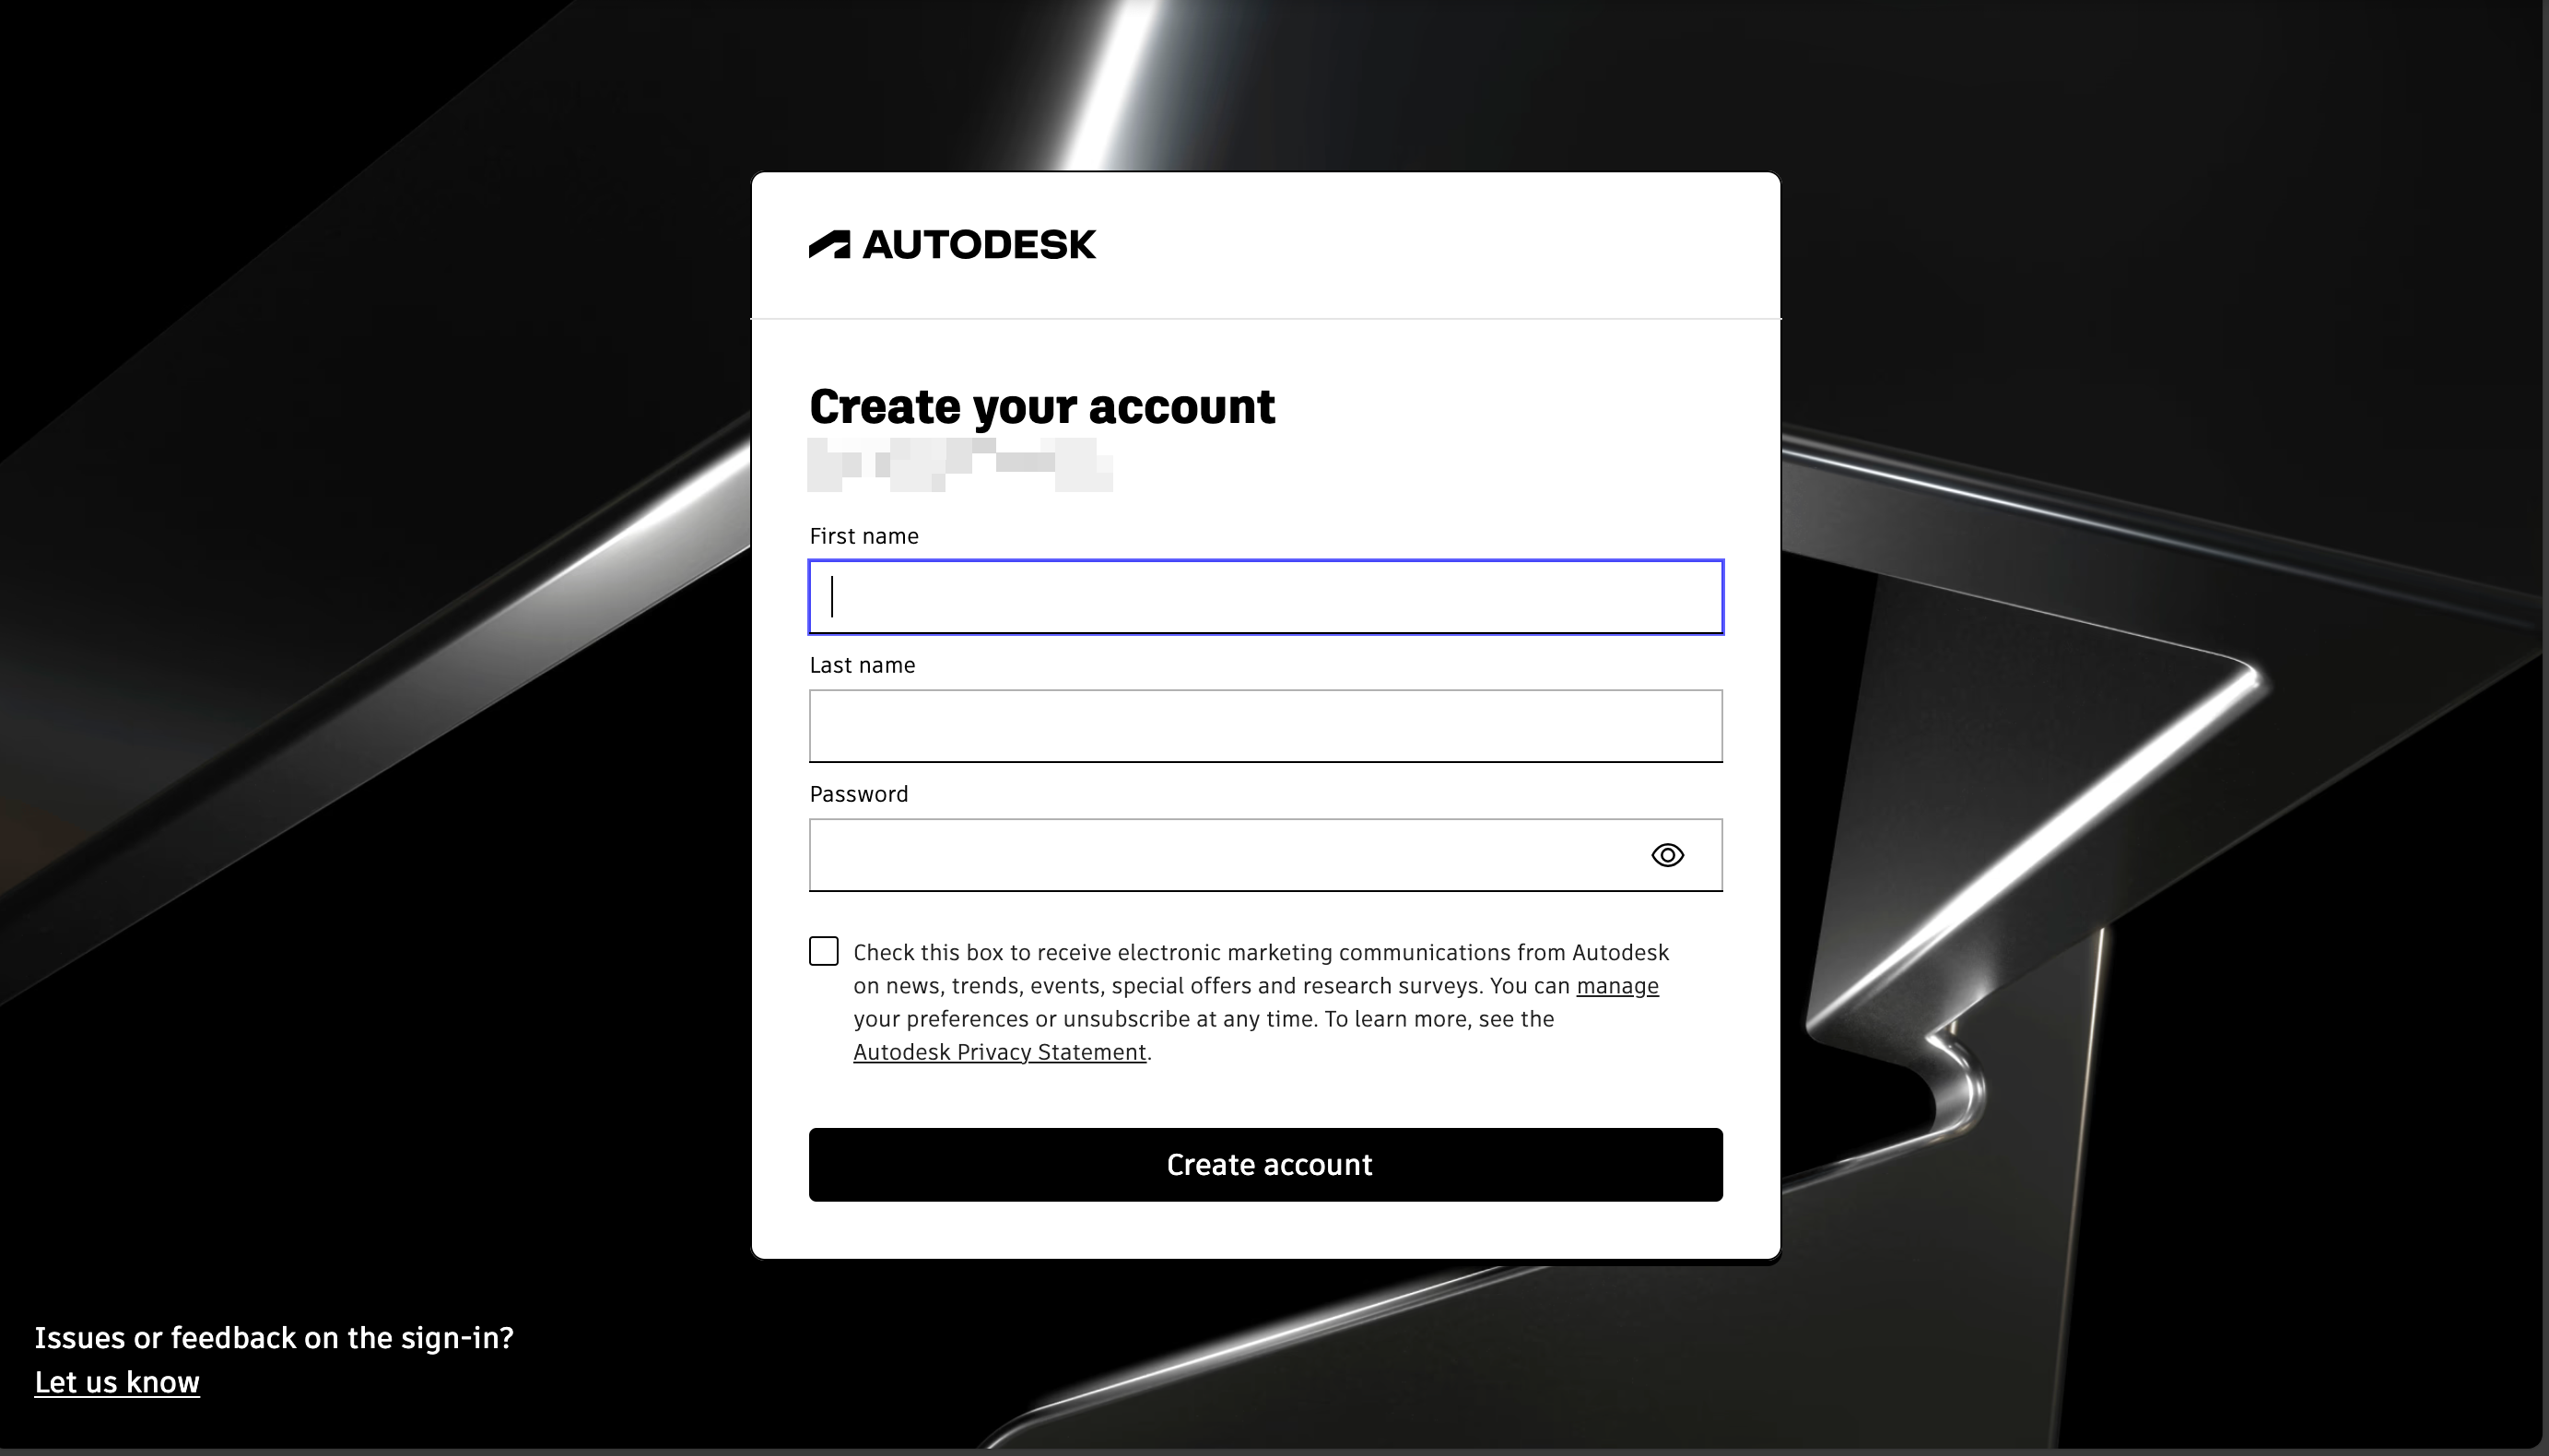 AUTODESK
Create your account
First name
Last name
Password
Check this box to receive electronic marketing communications from Autodesk
on news, trends, events, special offers and research surveys. You can manage
your preferences or unsubscribe at any time. To learn more, see the
Autodesk Privacy Statement.
Create account
Issues or feedback on the sign-in?
Let us know